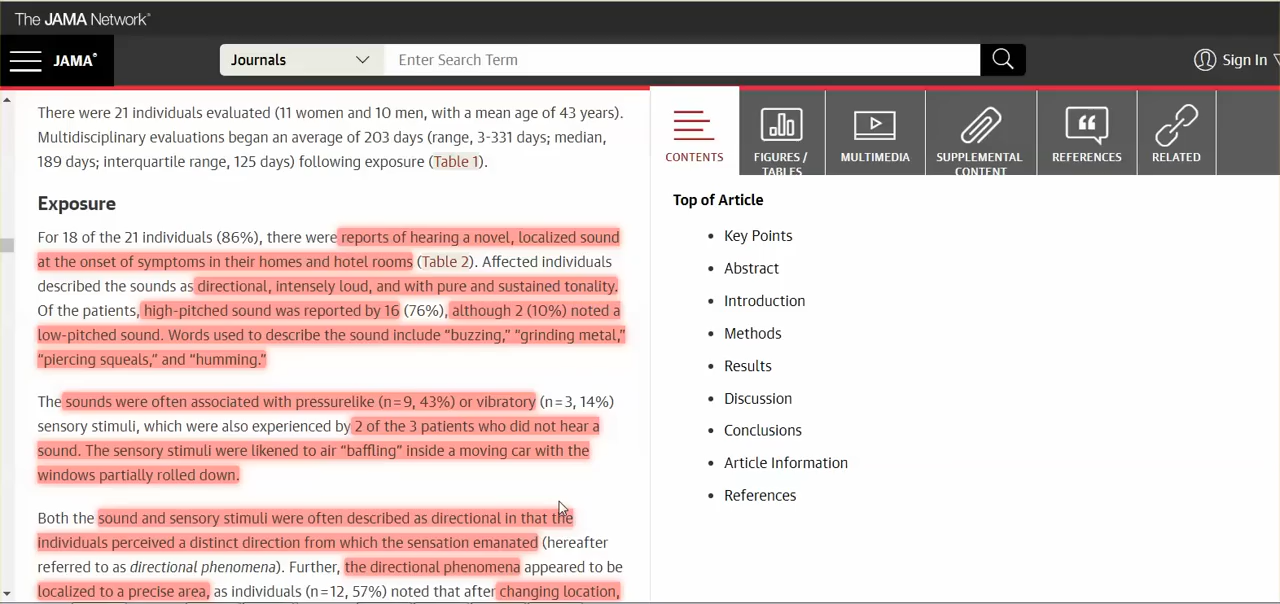 The JAMA Network®
JAMA®
Journals
Enter Search Term
Sign In
There were 21 individuals evaluated (11 women and 10 men, with a mean age of 43 years).
Multidisciplinary evaluations began an average of 203 days (range, 3-331 days; median,
189 days; interquartile range, 125 days) following exposure (Table 1).
Exposure
For 18 of the 21 individuals (86%), there were reports of hearing a novel, localized sound
at the onset of symptoms in their homes and hotel rooms (Table 2). Affected individuals
described the sounds as directional, intensely loud, and with pure and sustained tonality.
Of the patients, high-pitched sound was reported by 16 (76%), although 2 (10%) noted a
low-pitched sound. Words used to describe the sound include “buzzing,” “grinding metal,”
“piercing squeals,” and “humming.”
The sounds were often associated with pressurelike (n=9, 43%) or vibratory (n=3, 14%)
sensory stimuli, which were also experienced by 2 of the 3 patients who did not hear a
sound. The sensory stimuli were likened to air “baffling” inside a moving car with the
windows partially rolled down.
Both the sound and sensory stimuli were often described as directional in that the
individuals perceived a distinct direction from which the sensation emanated (hereafter
referred to as directional phenomena). Further, the directional phenomena appeared to be
localized to a precise area, as individuals (n=12, 57%) noted that after changing location,
CONTENTS
FIGURES /
TABLES
MULTIMEDIA
SUPPLEMENTAL
CONTENT
REFERENCES
RELATED
Top of Article
• Key Points
• Abstract
• Introduction
• Methods
• Results
• Discussion
• Conclusions
• Article Information
• References